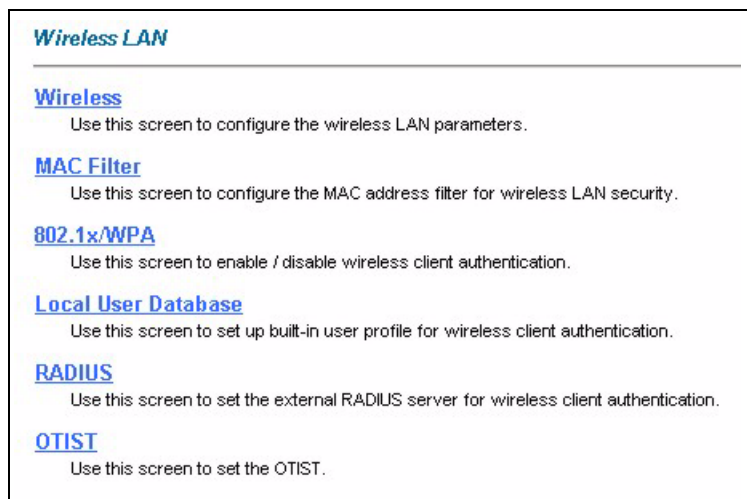 Wireless LAN
Wireless
Use this screen to configure the wireless LAN parameters.
MAC Filter
Use this screen to configure the MAC address filter for wireless LAN security.
802.1x/WPA
Use this screen to enable / disable wireless client authentication.
Local User Database
Use this screen to set up built-in user profile for wireless client authentication.
RADIUS
Use this screen to set the external RADIUS server for wireless client authentication.
OTIST
Use this screen to set the OTIST.